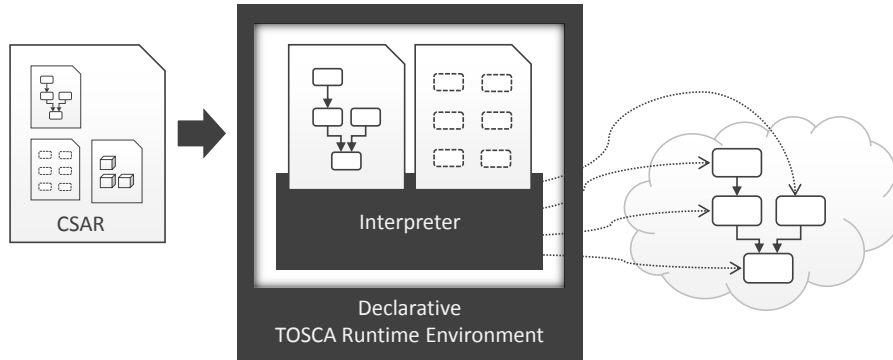 CSAR
Interpreter
Declarative
TOSCA Runtime Environment